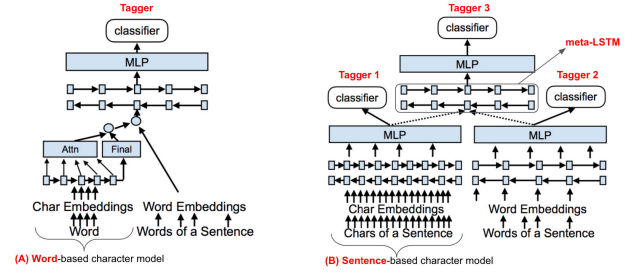 Tagger
classifier
MLP
Attn
Final
Char Embeddings
Word
Word Embeddings
Words of a Sentence
(A) Word-based character model
Tagger 3
classifier
MLP
meta-LSTM
Tagger 1
classifier
Tagger 2
classifier
MLP
MLP
Char Embeddings
Chars of a Sentence
Word Embeddings
Words of a Sentence
(B) Sentence-based character model